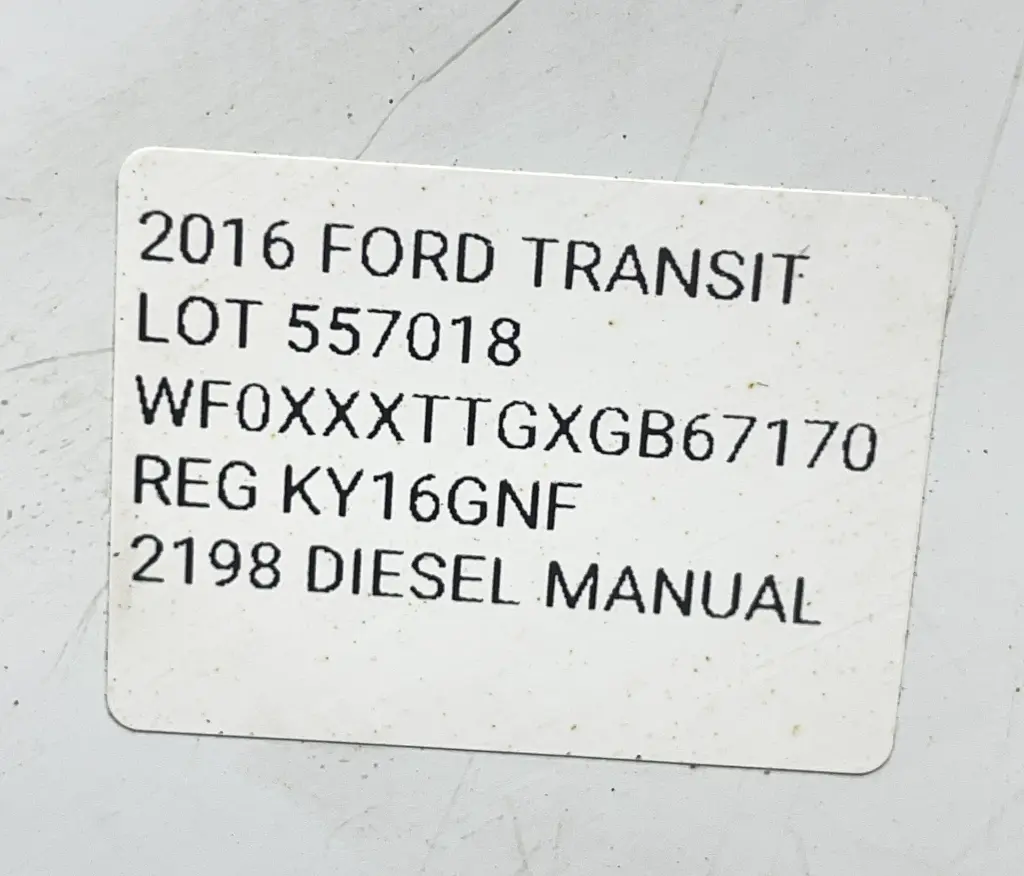 2016 FORD TRANSIT
LOT 557018
WF0XXXTTGXGB67170
REG KY16GNF
2198 DIESEL MANUAL